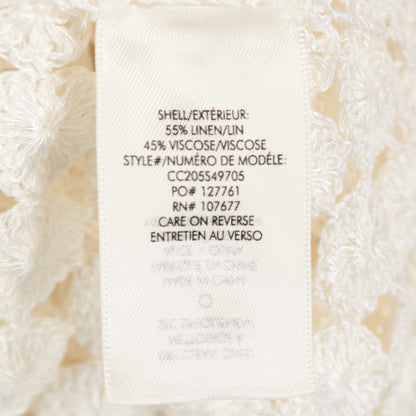 SHELL/EXTÉRIEUR:
55% LINEN/LIN
45% VISCOSE/VISCOSE
STYLE#/NUMÉRO DE MODÈLE:
CC205S49705
PO# 127761
RN# 107677
CARE ON REVERSE
ENTRETIEN AU VERSO